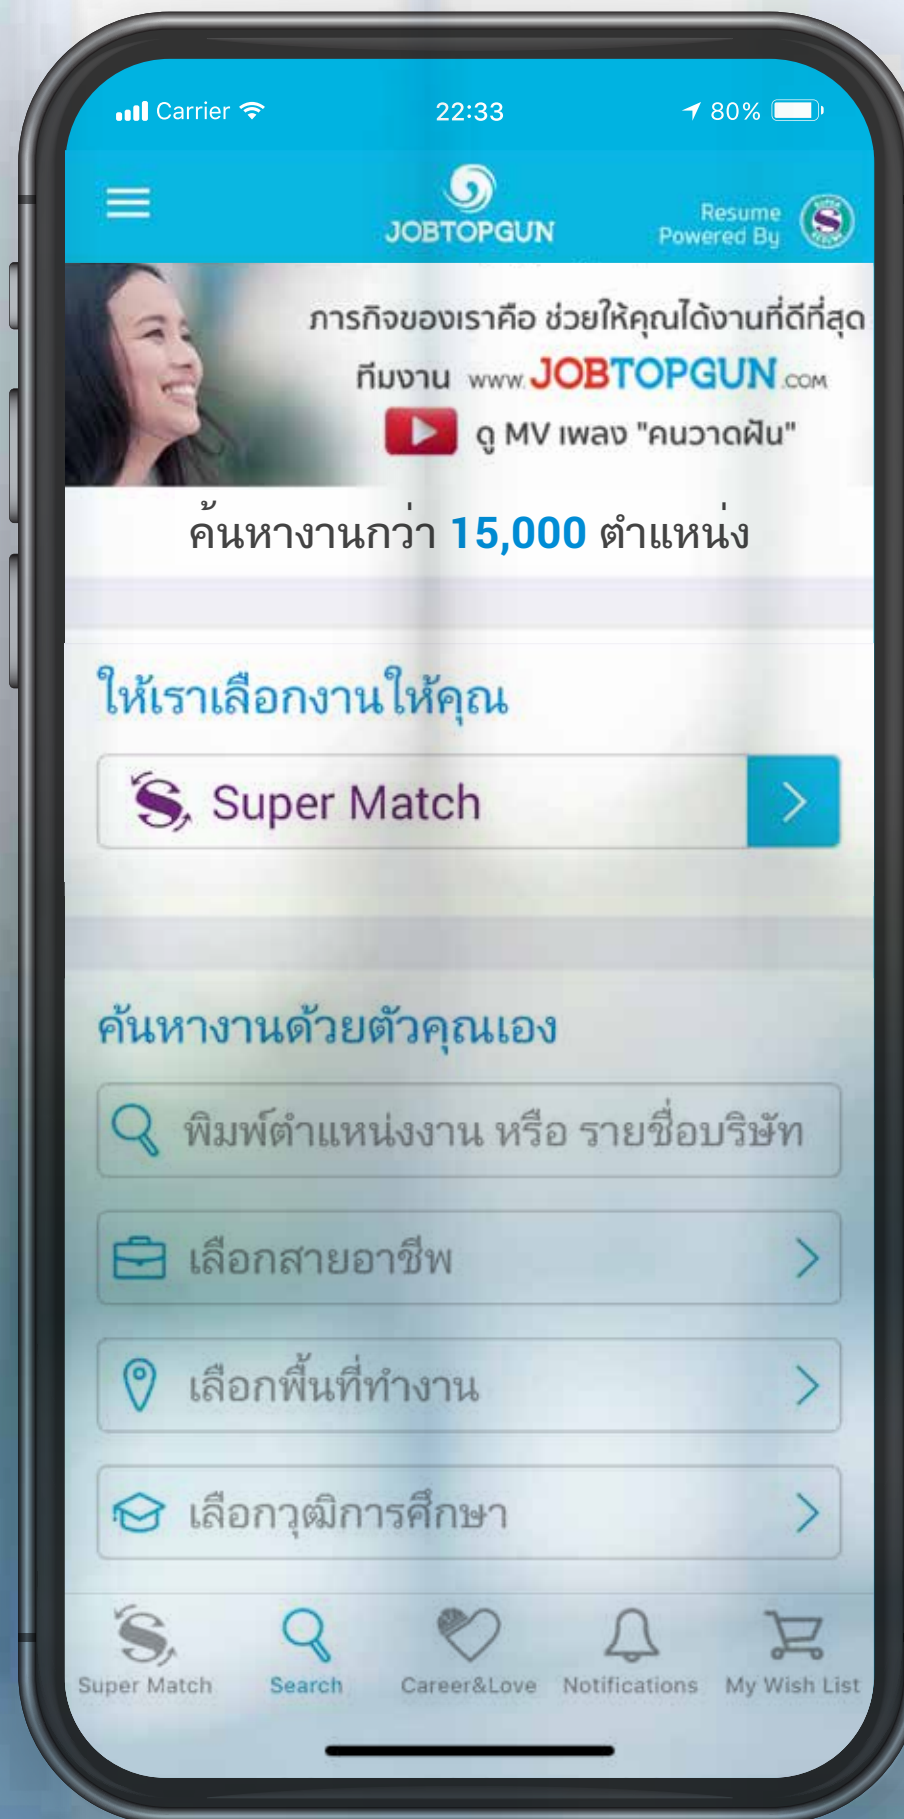 Carrier 22:33 80%
JOBTOPGUN
Resume
Powered By
SUPER
S
RESUME
ภารกิจของเราคือ ช่วยให้คุณได้งานที่ดีที่สุด
ทีมงาน www.JOBTOPGUN.COM
ดู MV เพลง "คนวาดฝัน"
ค้นหางานกว่า 15,000 ตำแหน่ง
ให้เราเลือกงานให้คุณ
S Super Match
ค้นหางานด้วยตัวคุณเอง
พิมพ์ตำแหน่งงาน หรือ รายชื่อบริษัท
เลือกสายอาชีพ
เลือกพื้นที่ทำงาน
เลือกวุฒิการศึกษา
Super Match Search Career&Love Notifications My Wish List